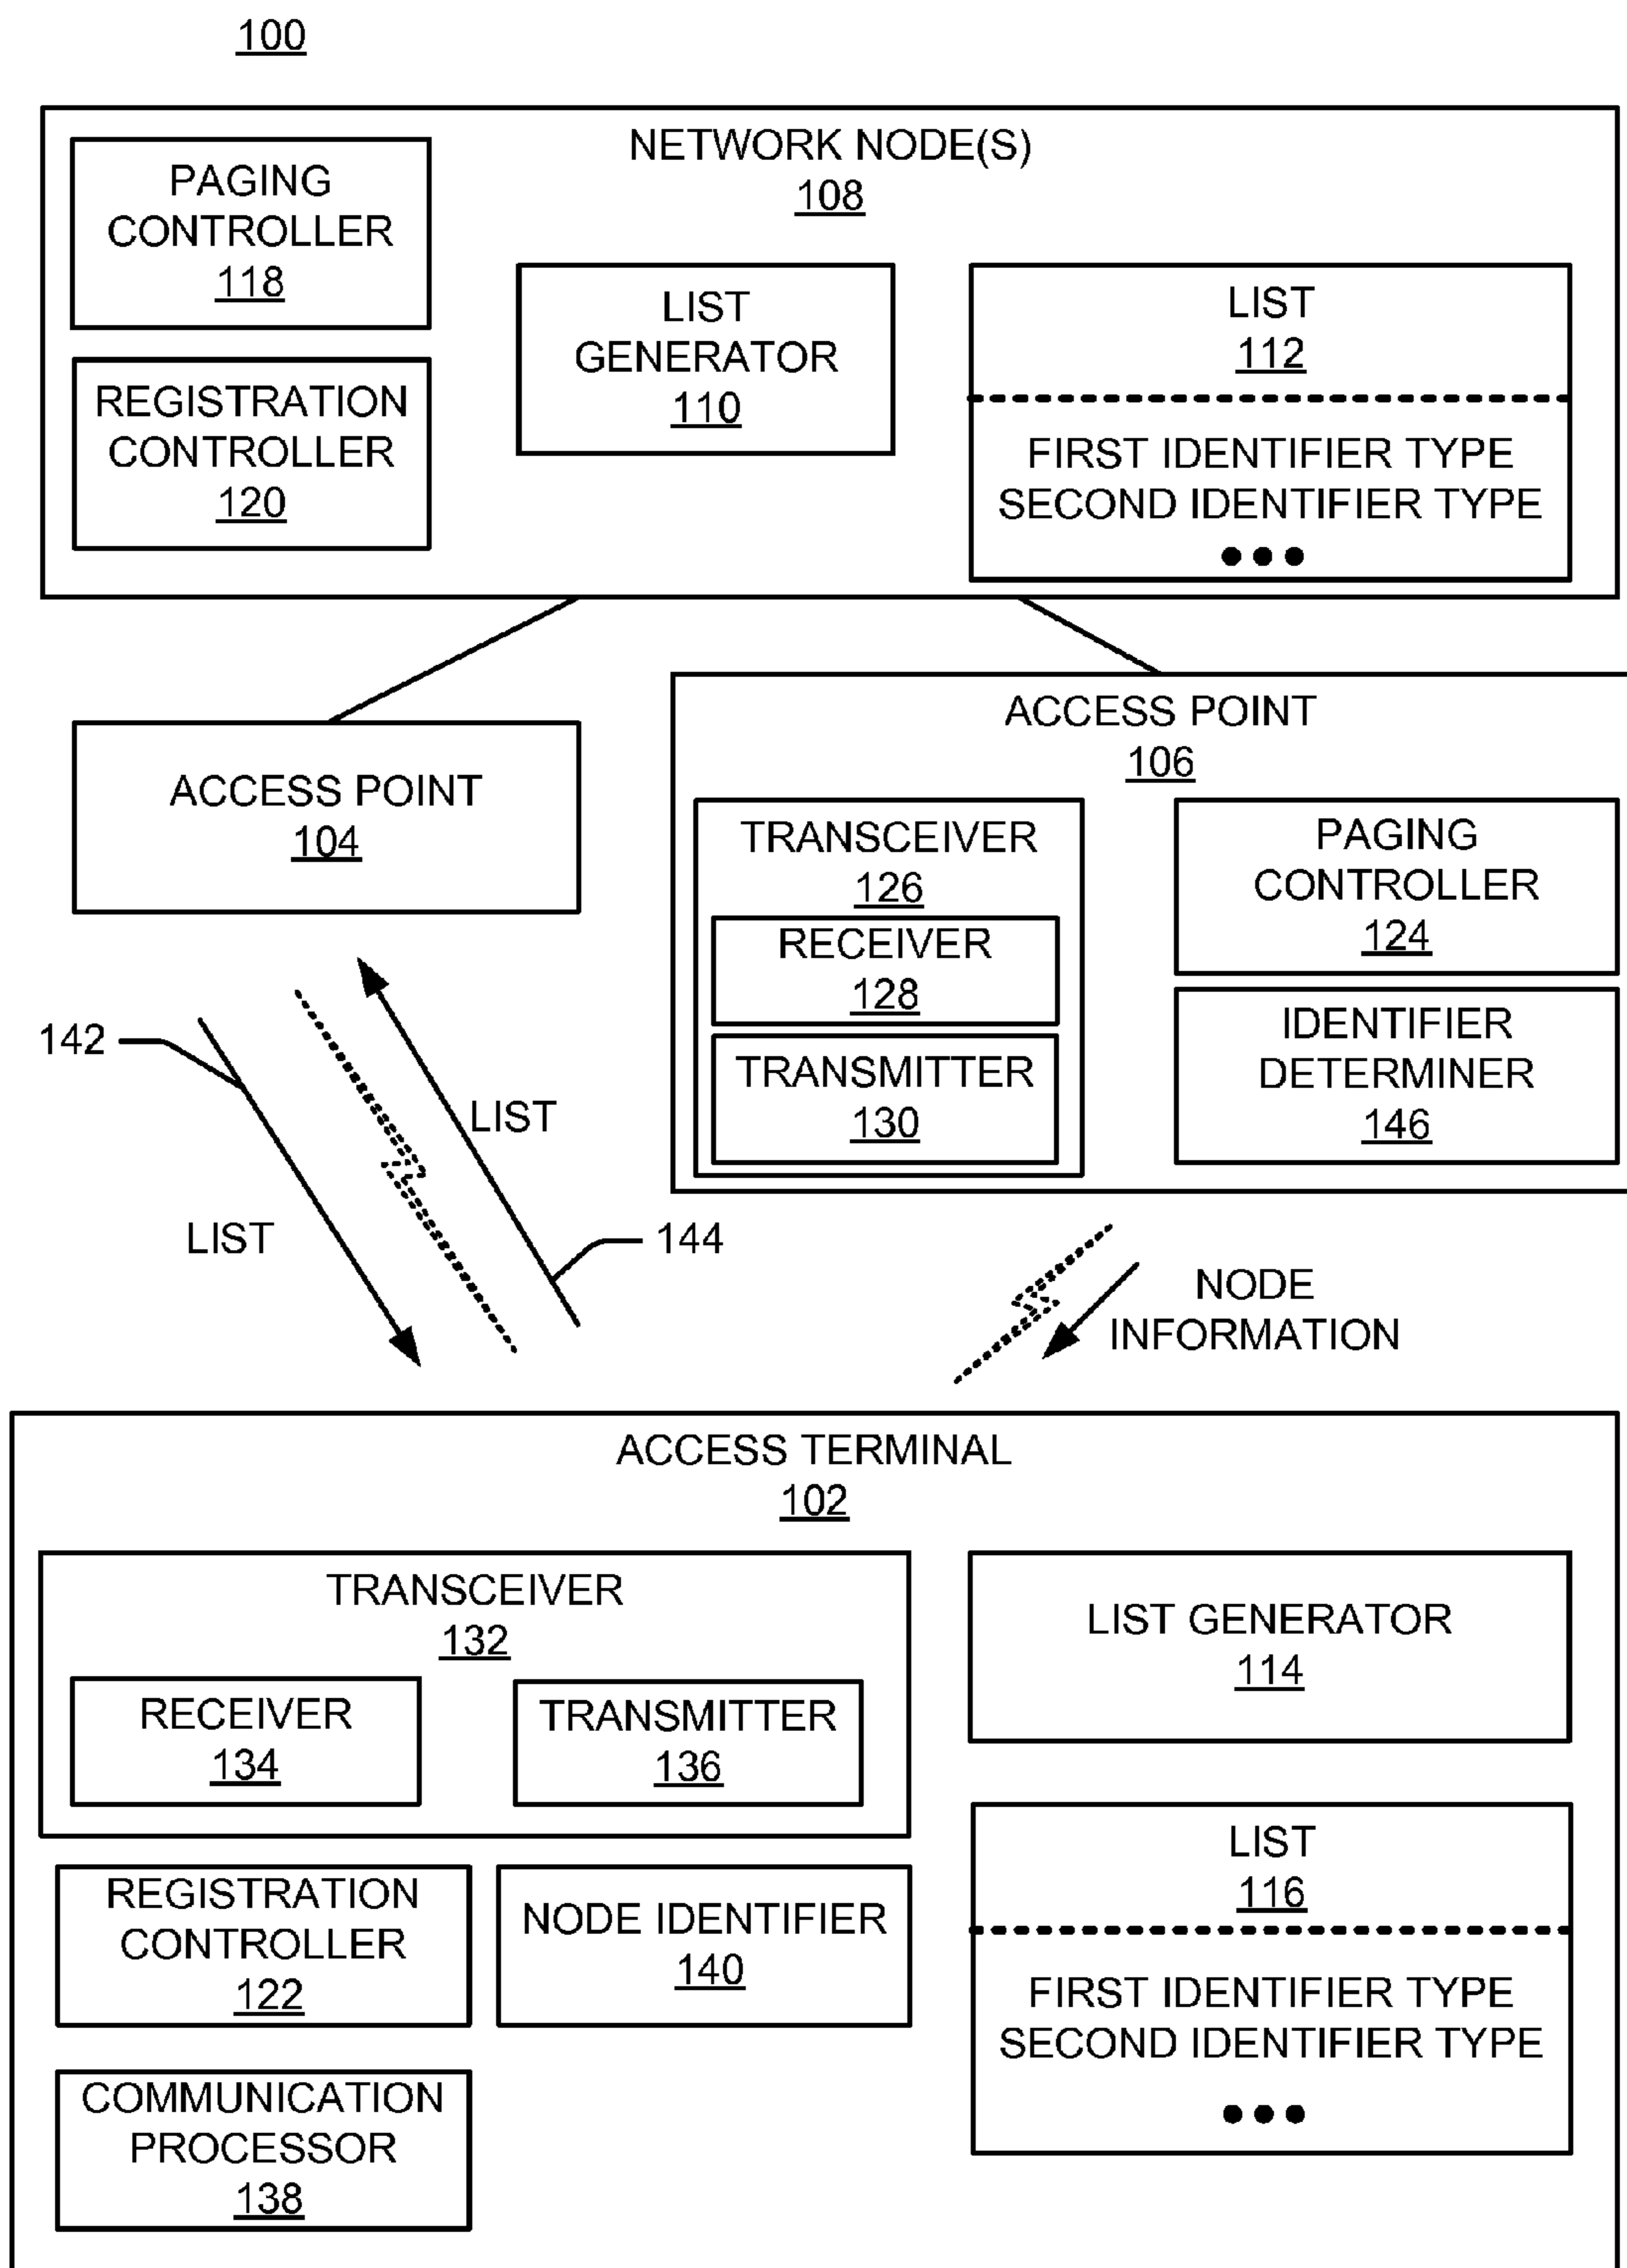 100
NETWORK NODE(S)
108
PAGING
CONTROLLER
118
REGISTRATION
CONTROLLER
120
LIST
GENERATOR
110
LIST
112
FIRST IDENTIFIER TYPE
SECOND IDENTIFIER TYPE
●●●
ACCESS POINT
104
ACCESS POINT
106
TRANSCEIVER
126
RECEIVER
128
TRANSMITTER
130
PAGING
CONTROLLER
124
IDENTIFIER
DETERMINER
146
142
LIST
LIST
144
NODE
INFORMATION
ACCESS TERMINAL
102
TRANSCEIVER
132
RECEIVER
134
TRANSMITTER
136
LIST GENERATOR
114
REGISTRATION
CONTROLLER
122
NODE IDENTIFIER
140
LIST
116
FIRST IDENTIFIER TYPE
SECOND IDENTIFIER TYPE
●●●
COMMUNICATION
PROCESSOR
138